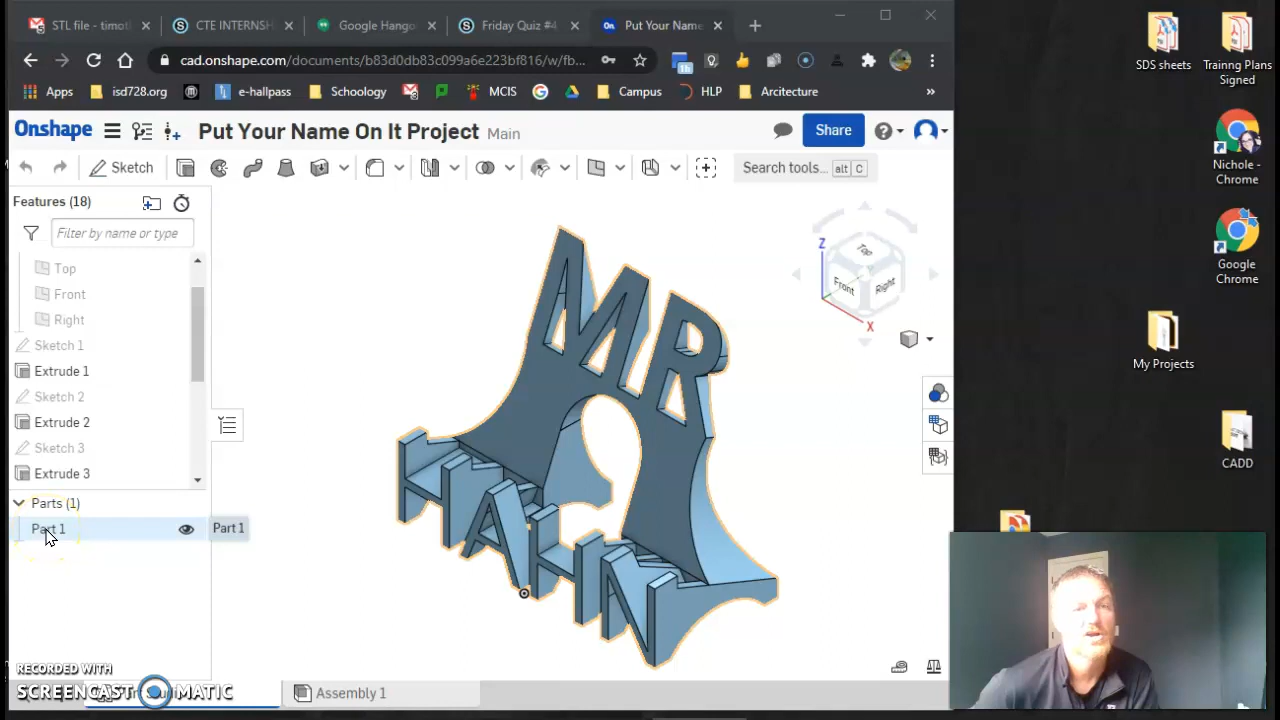 STL file - timot
CTE INTERNSH
Google Hango
Friday Quiz #4
Put Your Name
cad.onshape.com/documents/b83d0db83c099a6e223bf816/w/fb...
1h
Apps
isd728.org
e-hallpass
Schoology
MCIS
Campus
HLP
Arciteture
»
Onshape
Put Your Name On It Project
Main
Share
Sketch
Search tools...
alt
C
Features (18)
Filter by name or type
Top
Front
Right
Sketch 1
Extrude 1
Sketch 2
Extrude 2
Sketch 3
Extrude 3
Parts (1)
Part 1
Part 1
MR
HAHN
Z
Top
Front
Right
X
Assembly 1
RECORDED WITH
SCREENCAST MATIC
SDS sheets
Trainng Plans
Signed
Nichole -
Chrome
Google
Chrome
My Projects
CADD